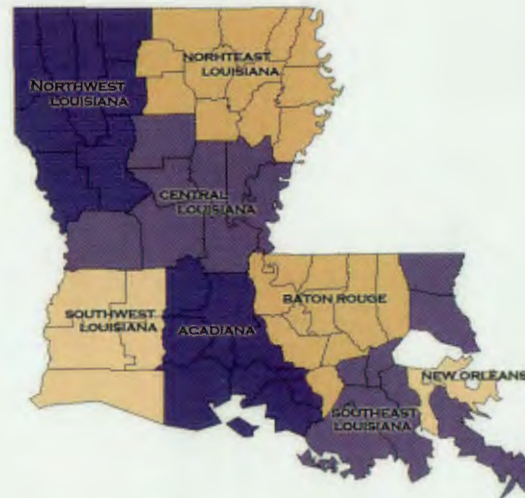 NORHTEAST
LOUISIANA
NORTHWEST
LOUISIANA
CENTRAL
LOUISIANA
SOUTHWEST
LOUISIANA
ACADIANA
BATON ROUGE
NEW ORLEANS
SOUTHEAST
LOUISIANA